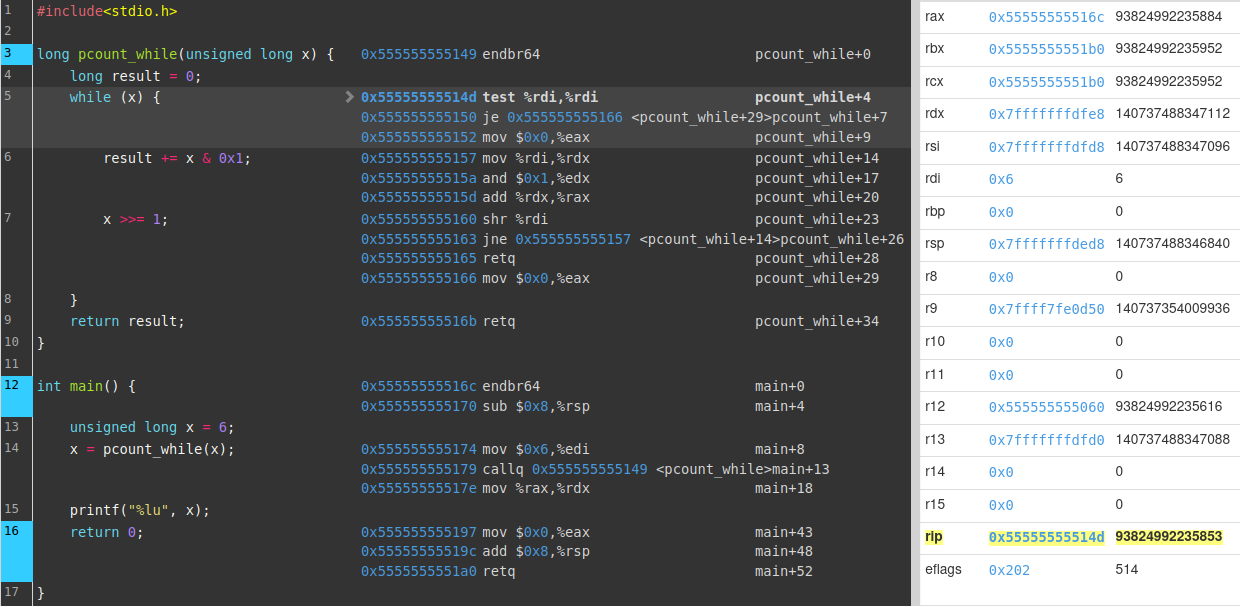 1 #include<stdio.h>
2
3 long pcount_while(unsigned long x) { 0x555555555149 endbr64 pcount_while+0
4 long result = 0;
5 while (x) { 0x55555555514d test %rdi,%rdi pcount_while+4
0x555555555150 je 0x555555555166 <pcount_while+29>pcount_while+7
0x555555555152 mov $0x0,%eax pcount_while+9
6 result += x & 0x1; 0x555555555157 mov %rdi,%rdx pcount_while+14
0x55555555515a and $0x1,%edx pcount_while+17
0x55555555515d add %rdx,%rax pcount_while+20
7 x >>= 1; 0x555555555160 shr %rdi pcount_while+23
0x555555555163 jne 0x555555555157 <pcount_while+14>pcount_while+26
0x555555555165 retq pcount_while+28
0x555555555166 mov $0x0,%eax pcount_while+29
8 }
9 return result; 0x55555555516b retq pcount_while+34
10 }
11
12 int main() { 0x55555555516c endbr64 main+0
0x555555555170 sub $0x8,%rsp main+4
13 unsigned long x = 6;
14 x = pcount_while(x); 0x555555555174 mov $0x6,%edi main+8
0x555555555179 callq 0x555555555149 <pcount_while>main+13
0x55555555517e mov %rax,%rdx main+18
15 printf("%lu", x);
16 return 0; 0x555555555197 mov $0x0,%eax main+43
0x55555555519c add $0x8,%rsp main+48
0x5555555551a0 retq main+52
17 }
rax 0x55555555516c 93824992235884
rbx 0x5555555551b0 93824992235952
rcx 0x5555555551b0 93824992235952
rdx 0x7fffffffdfe8 140737488347112
rsi 0x7fffffffdfd8 140737488347096
rdi 0x6 6
rbp 0x0 0
rsp 0x7fffffffded8 140737488346840
r8 0x0 0
r9 0x7ffff7fe0d50 140737354009936
r10 0x0 0
r11 0x0 0
r12 0x555555555060 93824992235616
r13 0x7fffffffdfd0 140737488347088
r14 0x0 0
r15 0x0 0
rip 0x55555555514d 93824992235853
eflags 0x202 514